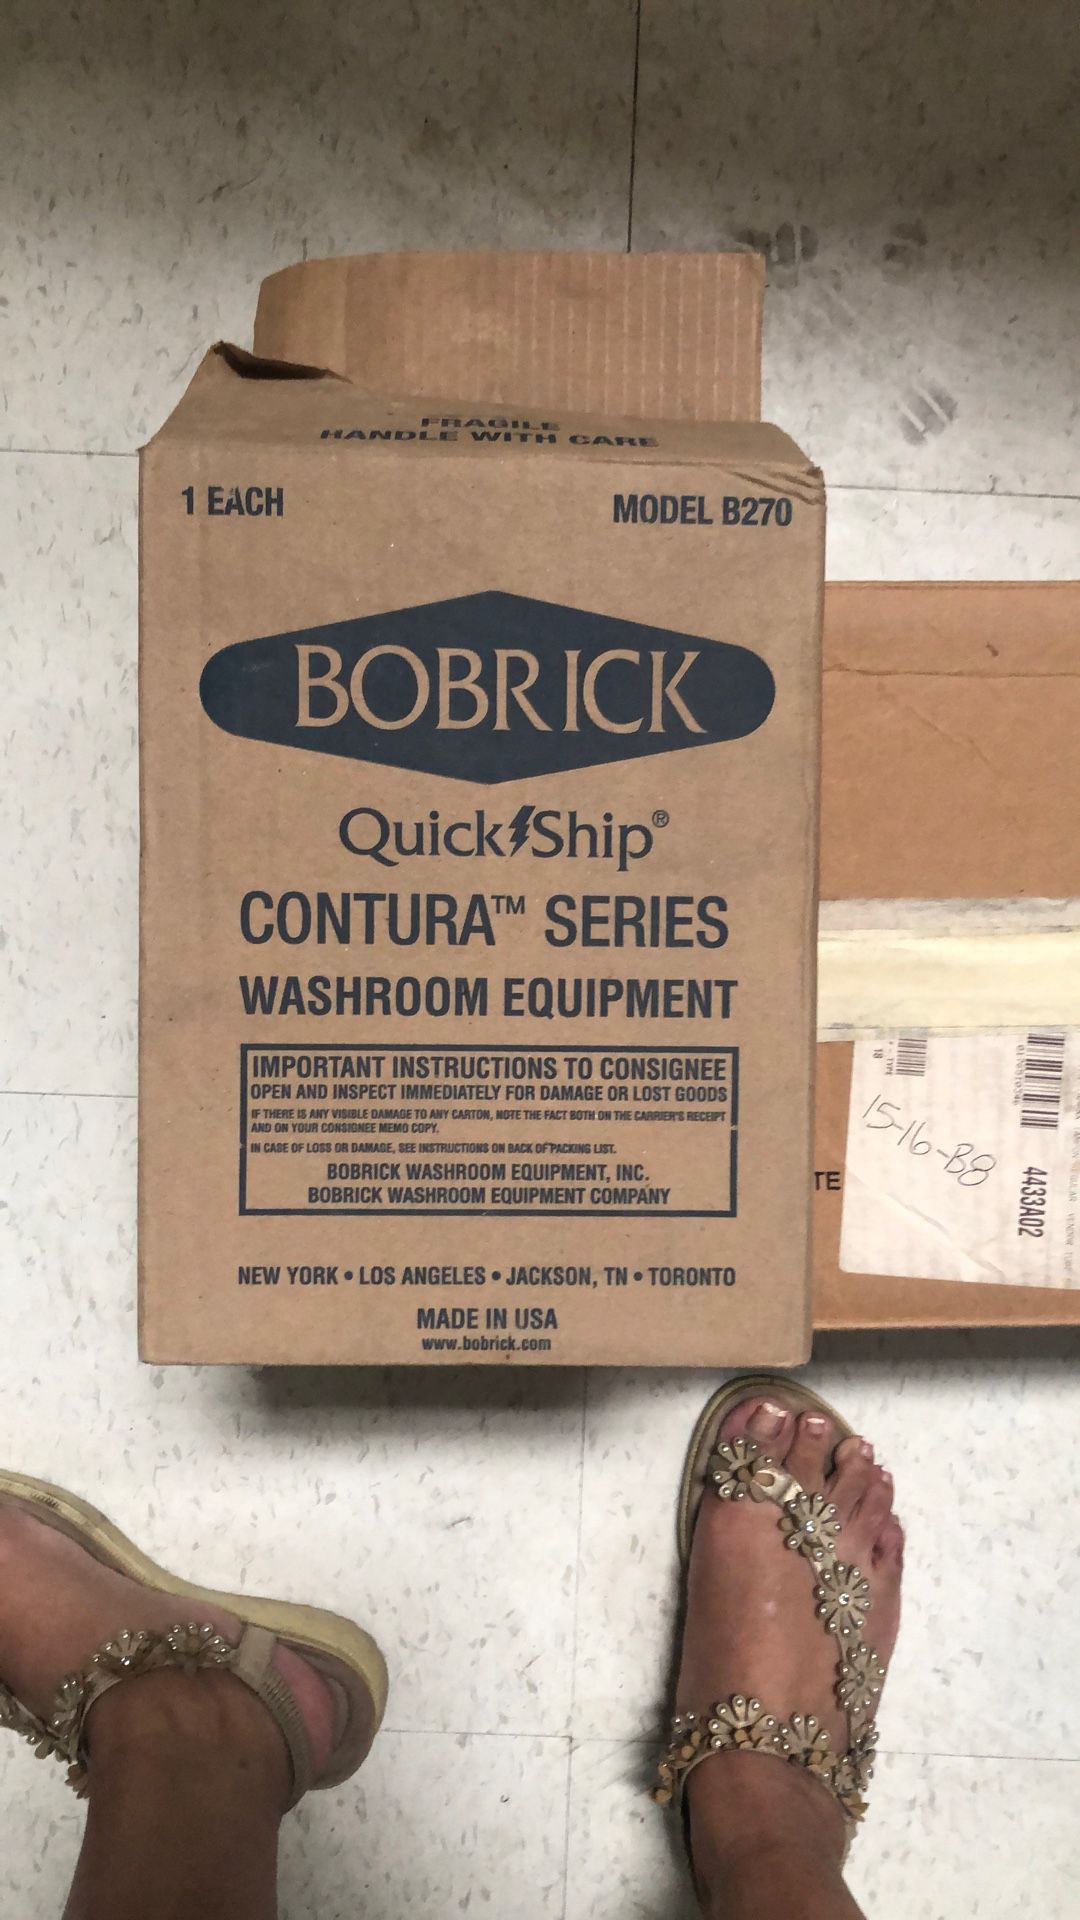 FRAGILE
HANDLE WITH CARE
1 EACH
MODEL B270
BOBRICK
Quick Ship®
CONTURA™ SERIES
WASHROOM EQUIPMENT
IMPORTANT INSTRUCTIONS TO CONSIGNEE
OPEN AND INSPECT IMMEDIATELY FOR DAMAGE OR LOST GOODS
IF THERE IS ANY VISIBLE DAMAGE TO ANY CARTON, NOTE THE FACT BOTH ON THE CARRIER'S RECEIPT
AND ON YOUR CONSIGNEE MEMO COPY.
IN CASE OF LOSS OR DAMAGE, SEE INSTRUCTIONS ON BACK OF PACKING LIST.
BOBRICK WASHROOM EQUIPMENT, INC.
BOBRICK WASHROOM EQUIPMENT COMPANY
NEW YORK • LOS ANGELES • JACKSON, TN • TORONTO
MADE IN USA
www.bobrick.com
TE
15-16-B8
4433A02